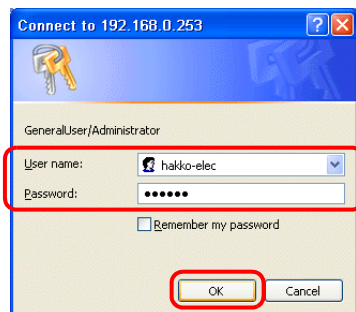 Connect to 192.168.0.253
GeneralUser/Administrator
User name: hakko-elec
Password: ••••••
Remember my password
OK Cancel